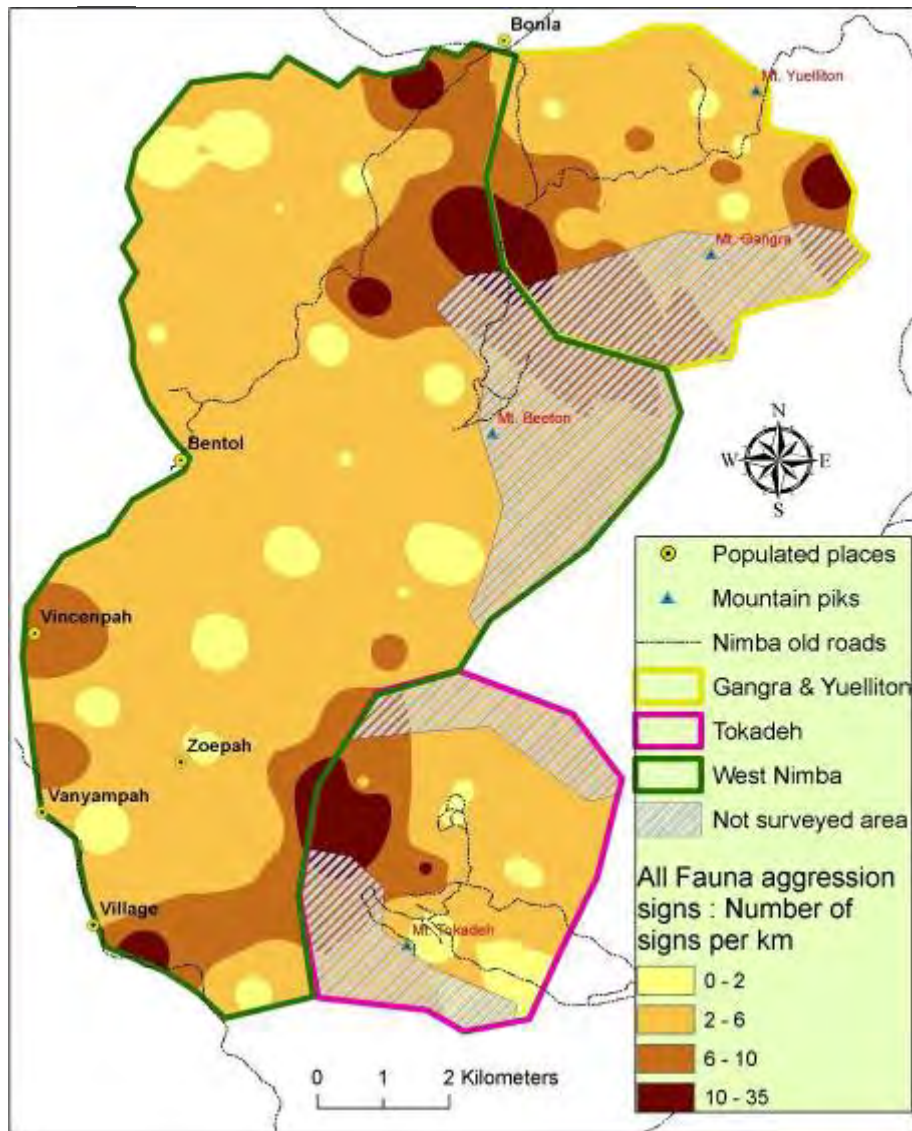 Bonla
Mt. Yuelliton
Mt. Gangra
Mt. Beeton
Bentol
N
W E
S
Vincenpah
Zoepah
Vanyampah
Village
Mt. Tokadeh
0 1 2 Kilometers
Populated places
Mountain piks
Nimba old roads
Gangra & Yuelliton
Tokadeh
West Nimba
Not surveyed area
All Fauna aggression
signs : Number of
signs per km
0 - 2
2 - 6
6 - 10
10 - 35